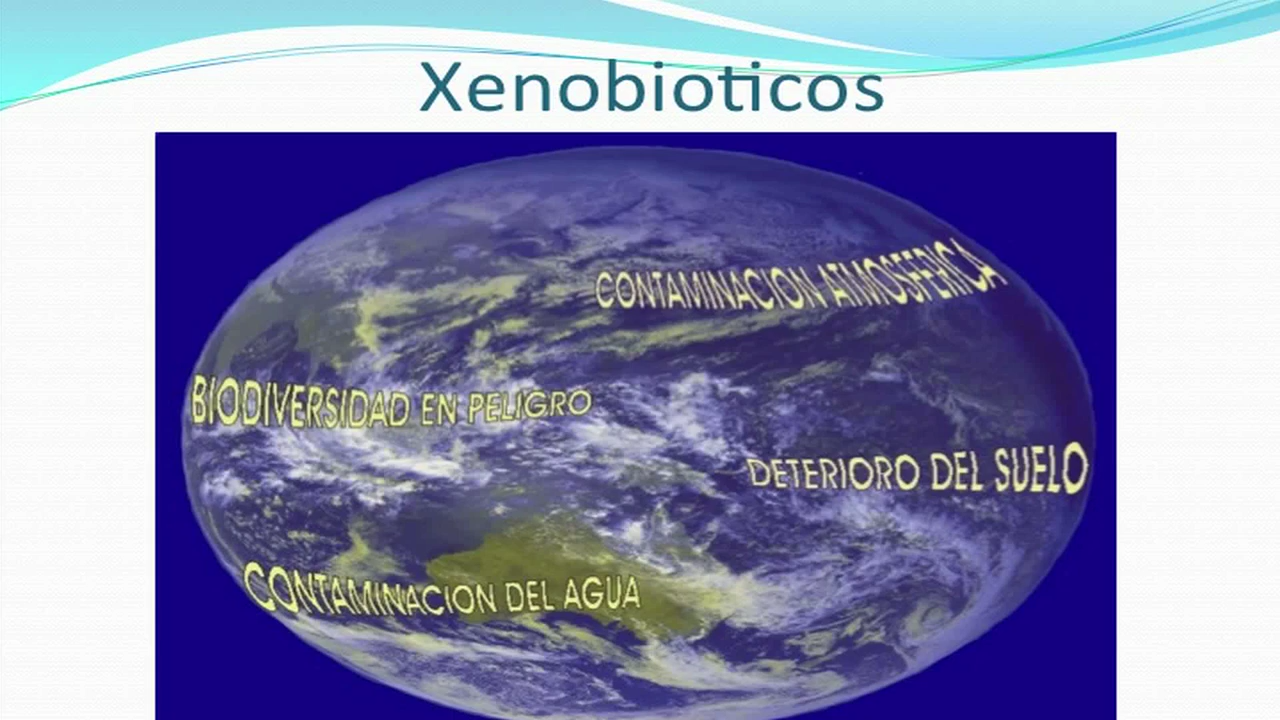 Xenobioticos
CONTAMINACION ATMOSFERICA
BIODIVERSIDAD EN PELIGRO
DETERIORO DEL SUELO
CONTAMINACION DEL AGUA